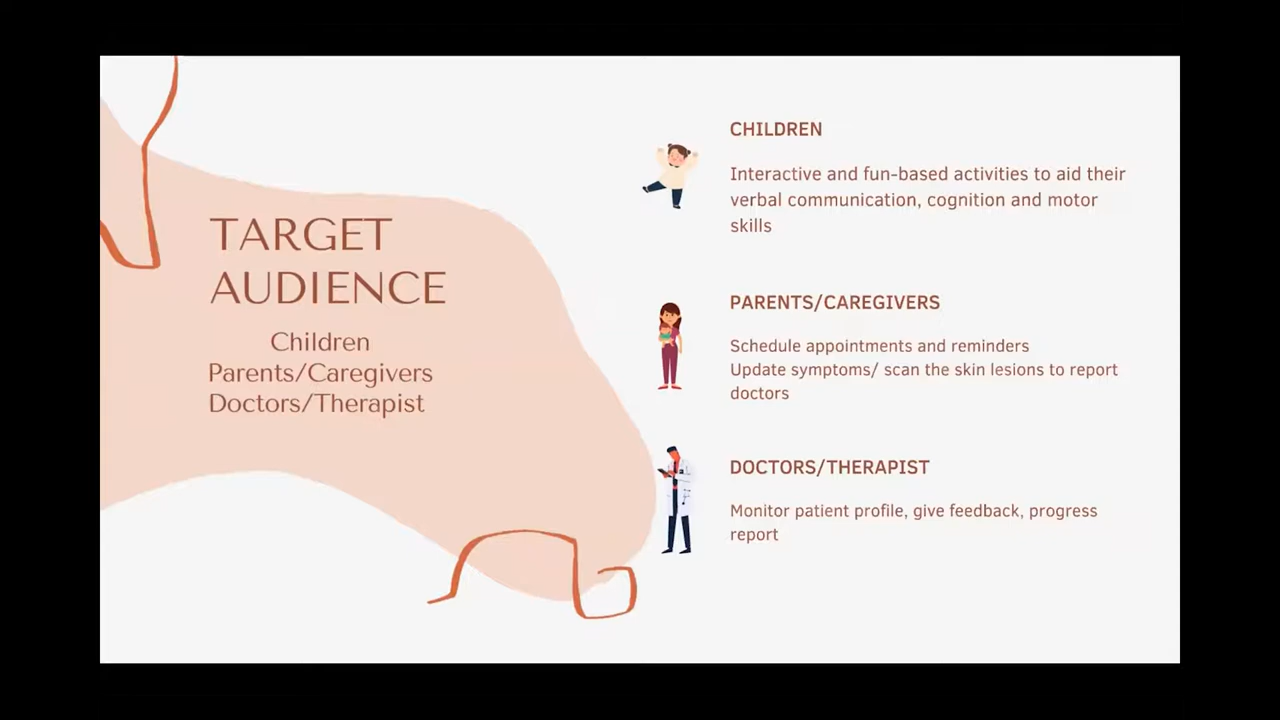 TARGET
AUDIENCE
Children
Parents/Caregivers
Doctors/Therapist
CHILDREN
Interactive and fun-based activities to aid their
verbal communication, cognition and motor
skills
PARENTS/CAREGIVERS
Schedule appointments and reminders
Update symptoms/ scan the skin lesions to report
doctors
DOCTORS/THERAPIST
Monitor patient profile, give feedback, progress
report